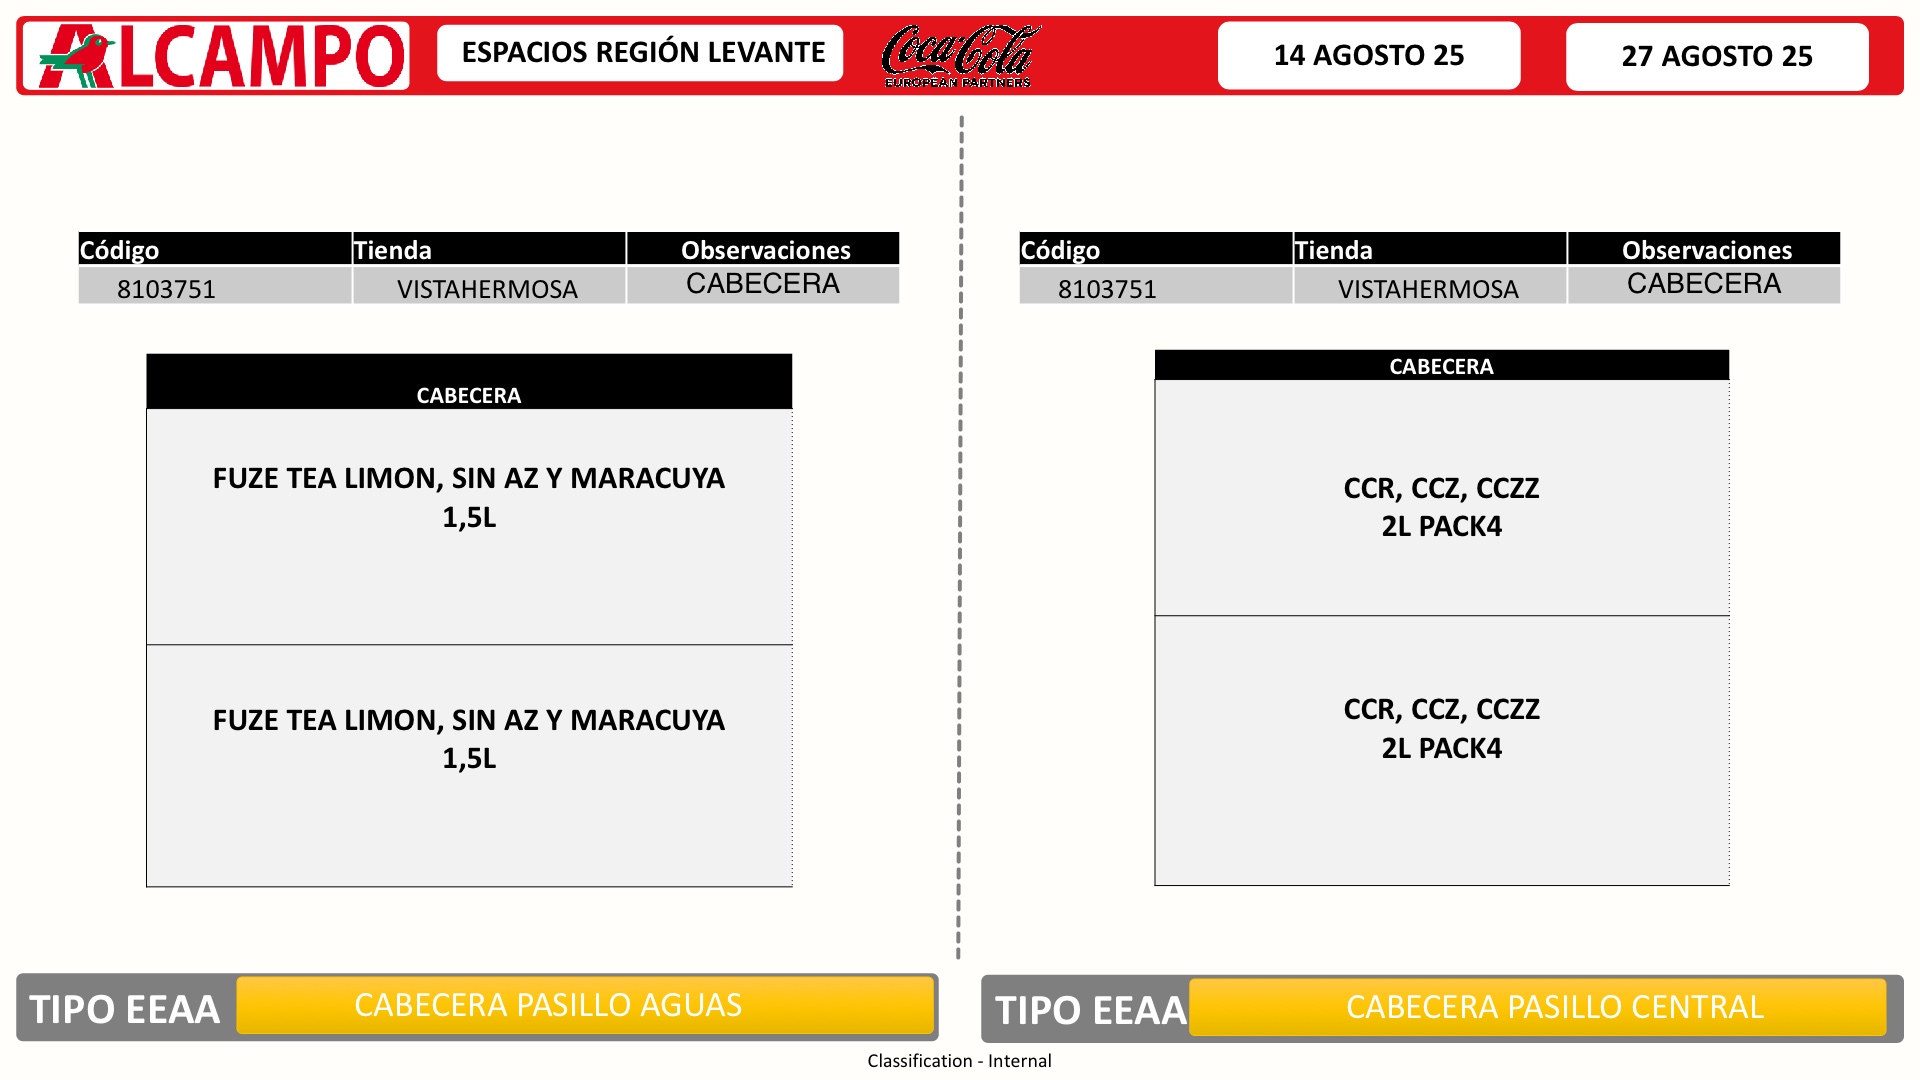 ALCAMPO
ESPACIOS REGIÓN LEVANTE
Coca-Cola
EUROPEAN PARTNERS
14 AGOSTO 25
27 AGOSTO 25
Código Tienda Observaciones
8103751 VISTAHERMOSA CABECERA
CABECERA
FUZE TEA LIMON, SIN AZ Y MARACUYA
1,5L
FUZE TEA LIMON, SIN AZ Y MARACUYA
1,5L
TIPO EEAA CABECERA PASILLO AGUAS
Código Tienda Observaciones
8103751 VISTAHERMOSA CABECERA
CABECERA
CCR, CCZ, CCZZ
2L PACK4
CCR, CCZ, CCZZ
2L PACK4
TIPO EEAA CABECERA PASILLO CENTRAL
Classification - Internal